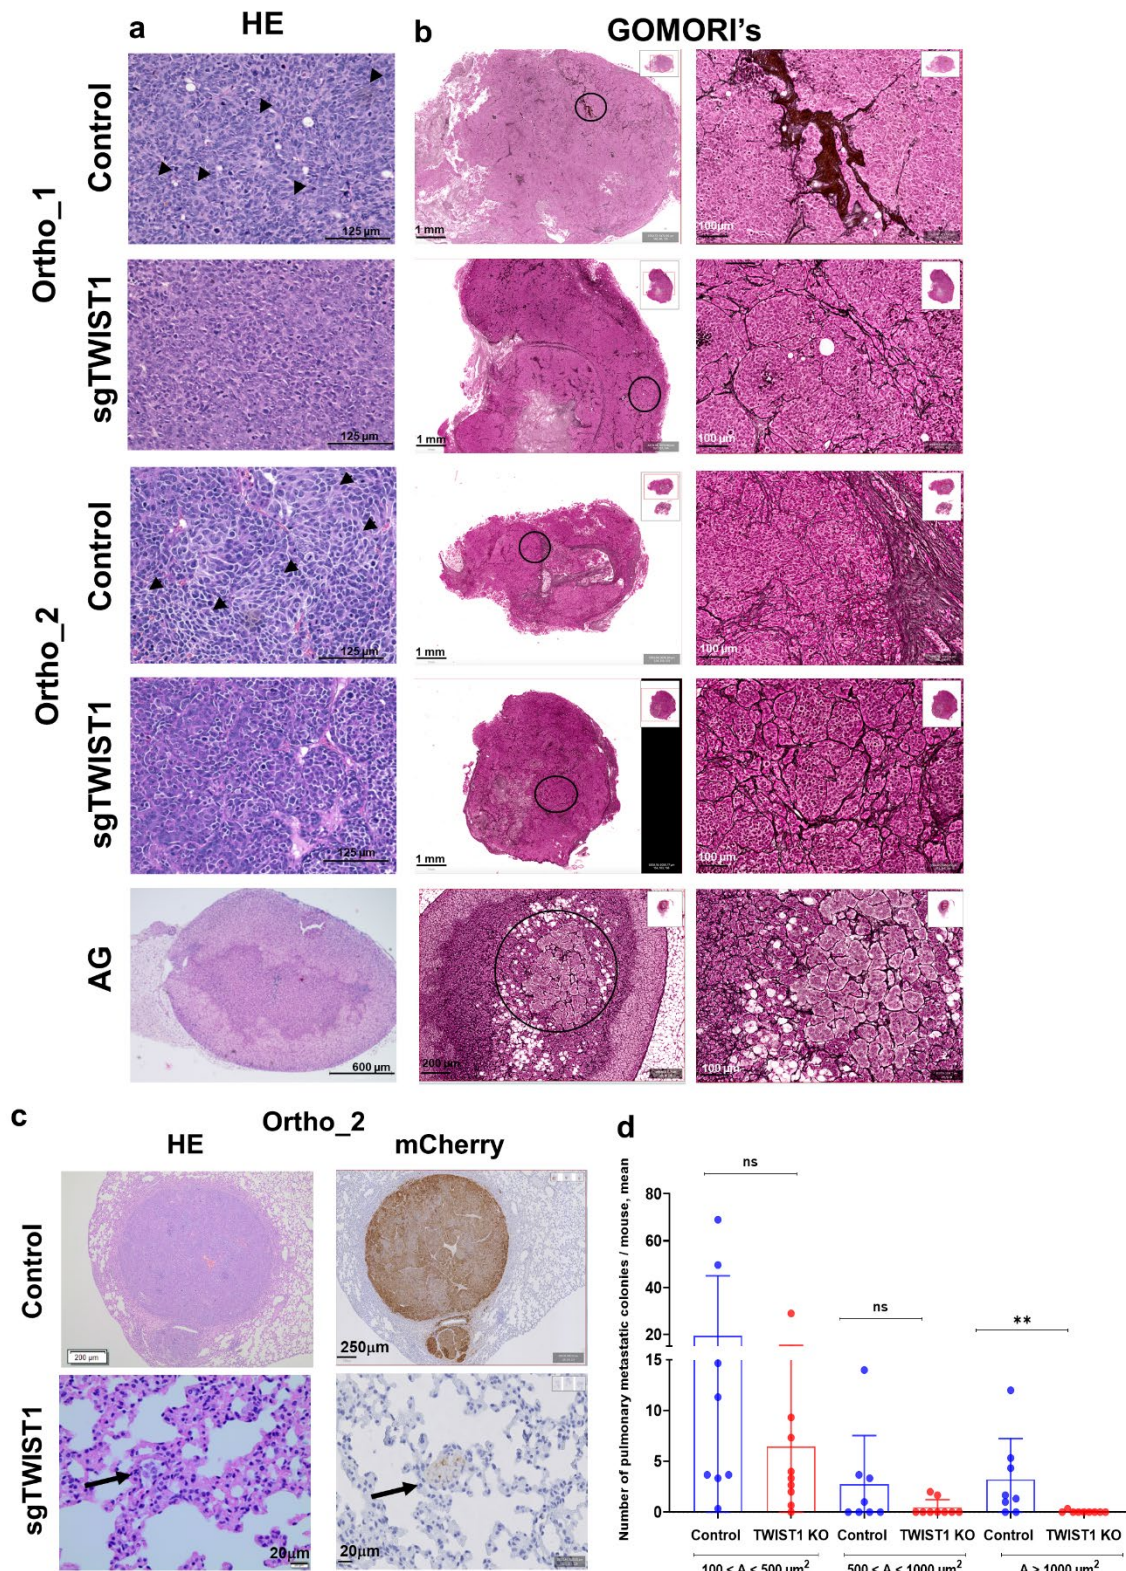 a HE b GOMORI's
Ortho_1
Control
125 µm
1 mm
100µm
sgTWIST1
125 µm
1 mm
100 µm
Ortho_2
Control
125 µm
1 mm
100 µm
sgTWIST1
125 µm
1 mm
100 µm
AG
600 µm
200 µm
100 µm
c Ortho_2
HE mCherry
Control
200 µm
250µm
sgTWIST1
20µm
20µm
d
Number of pulmonary metastatic colonies / mouse, mean
80
60
40
20
15
10
5
0
ns
ns
**
Control TWIST1 KO Control TWIST1 KO Control TWIST1 KO
100 < A < 500 µm² 500 < A < 1000 µm² A > 1000 µm²